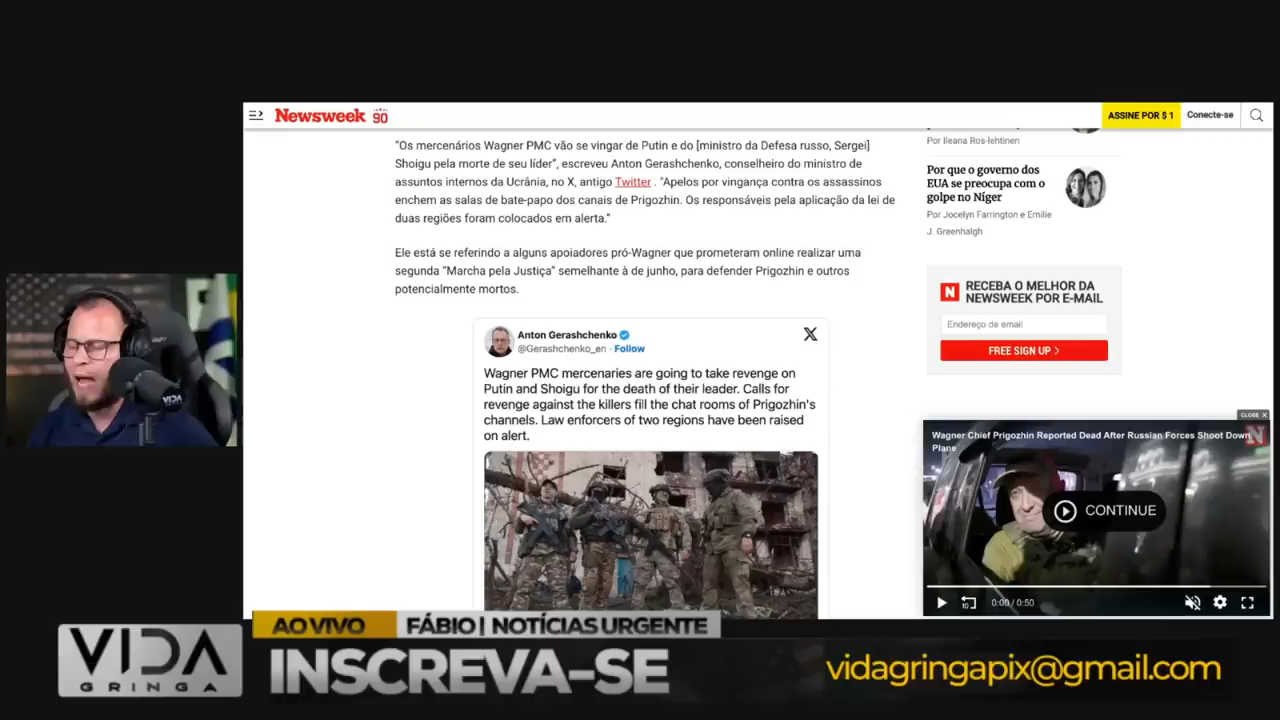 Newsweek 90
ASSINE POR $ 1
Conecte-se
“Os mercenários Wagner PMC vão se vingar de Putin e do [ministro da Defesa russo, Sergei]
Shoigu pela morte de seu líder”, escreveu Anton Gerashchenko, conselheiro do ministro de
assuntos internos da Ucrânia, no X, antigo Twitter . "Apelos por vingança contra os assassinos
enchem as salas de bate-papo dos canais de Prigozhin. Os responsáveis pela aplicação da lei de
duas regiões foram colocados em alerta.”
Ele está se referindo a alguns apoiadores pró-Wagner que prometeram online realizar uma
segunda “Marcha pela Justiça” semelhante à de junho, para defender Prigozhin e outros
potencialmente mortos.
Anton Gerashchenko
@Gerashchenko_en · Follow
X
Wagner PMC mercenaries are going to take revenge on
Putin and Shoigu for the death of their leader. Calls for
revenge against the killers fill the chat rooms of Prigozhin's
channels. Law enforcers of two regions have been raised
on alert.
Por Ileana Ros-lehtinen
Por que o governo dos
EUA se preocupa com o
golpe no Níger
Por Jocelyn Farrington e Emilie
J. Greenhalgh
N
RECEBA O MELHOR DA
NEWSWEEK POR E-MAIL
Endereço de email
FREE SIGN UP >
CLOSE X
Wagner Chief Prigozhin Reported Dead After Russian Forces Shoot Down
Plane
N
CONTINUE
10
0:00 / 0:50
VIDA
AO VIVO
FÁBIO | NOTÍCIAS URGENTE
VIDA
GRINGA
INSCREVA-SE
vidagringapix@gmail.com